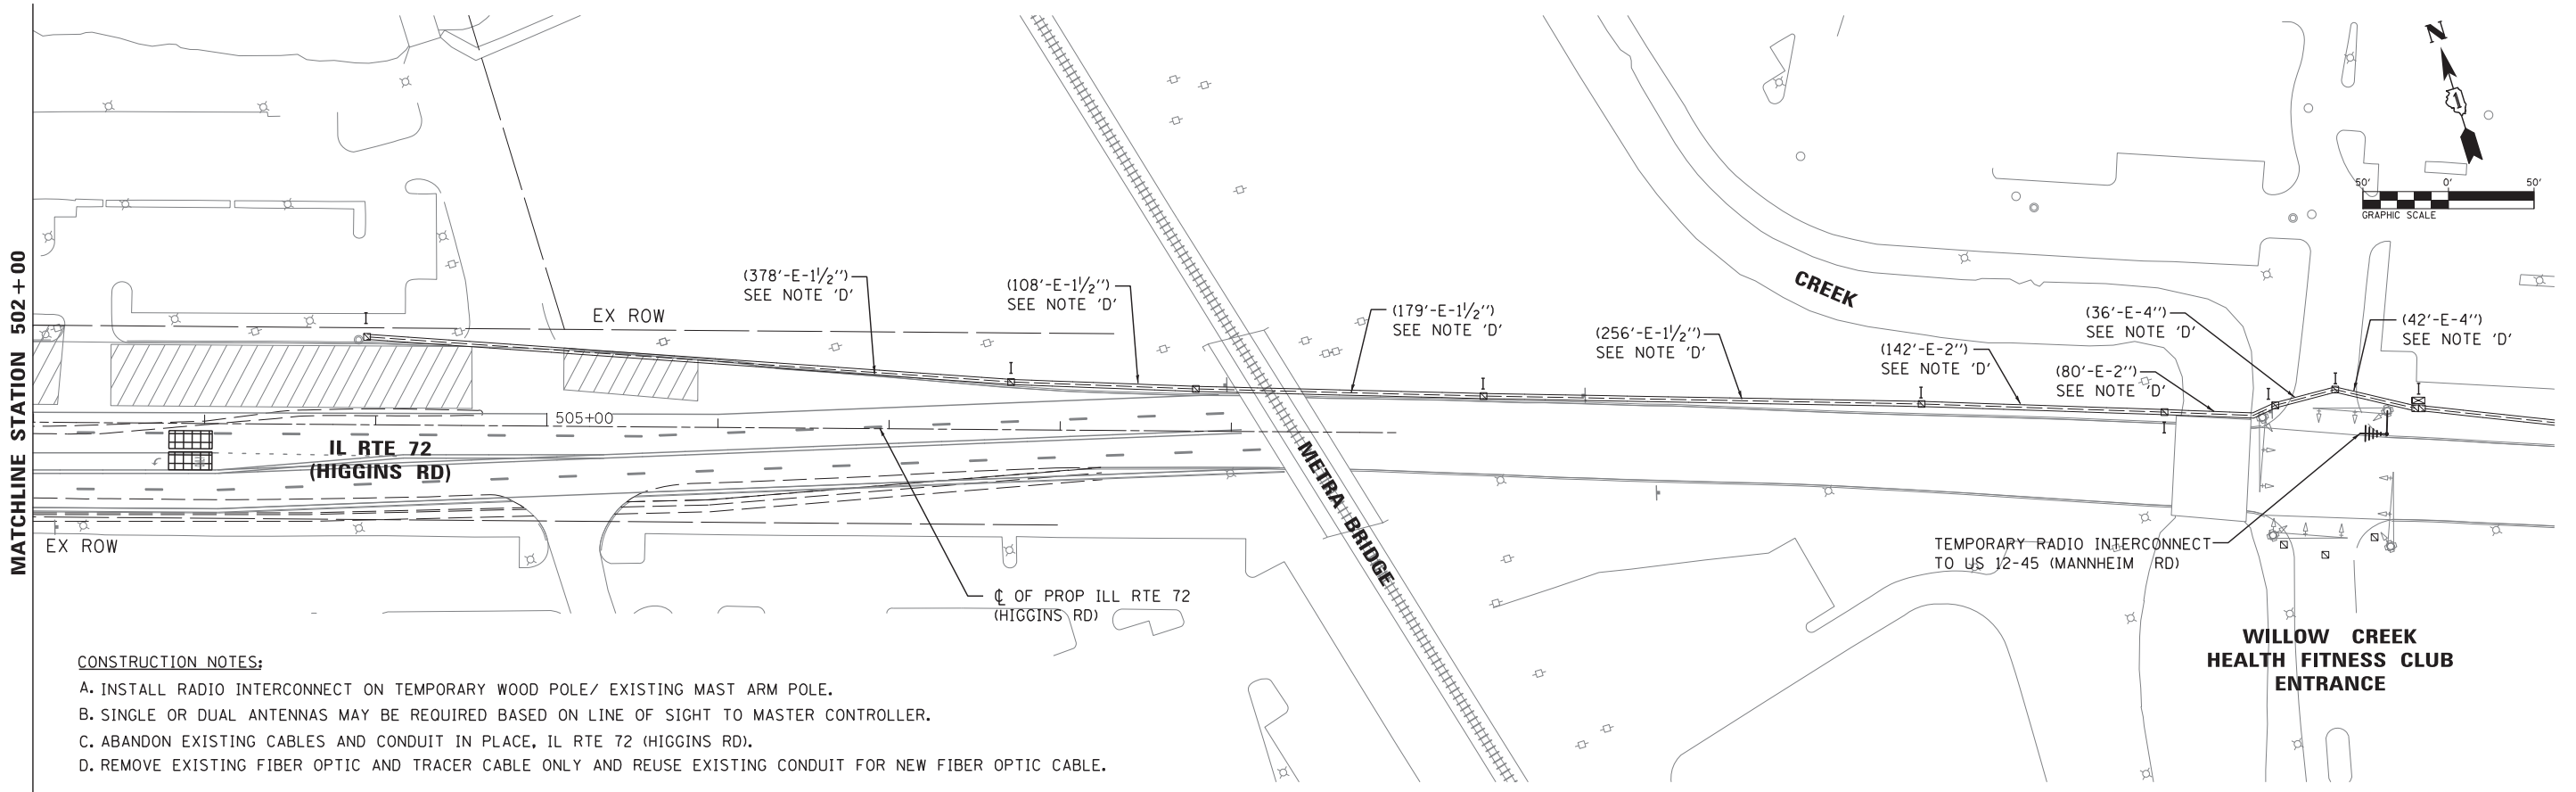 MATCHLINE STATION 502+00
N
1
50' 0' 50'
GRAPHIC SCALE
(378'-E-1½'')
SEE NOTE 'D'
(108'-E-1½'')
SEE NOTE 'D'
(179'-E-1½'')
SEE NOTE 'D'
(256'-E-1½'')
SEE NOTE 'D'
(142'-E-2'')
SEE NOTE 'D'
(80'-E-2'')
SEE NOTE 'D'
(36'-E-4'')
SEE NOTE 'D'
(42'-E-4'')
SEE NOTE 'D'
CREEK
EX ROW
I
I
I
I
I
I
I
I
505+00
IL RTE 72
(HIGGINS RD)
METRA BRIDGE
EX ROW
TEMPORARY RADIO INTERCONNECT
TO US 12-45 (MANNHEIM RD)
℄ OF PROP ILL RTE 72
(HIGGINS RD)
WILLOW CREEK
HEALTH FITNESS CLUB
ENTRANCE
CONSTRUCTION NOTES:
A. INSTALL RADIO INTERCONNECT ON TEMPORARY WOOD POLE/ EXISTING MAST ARM POLE.
B. SINGLE OR DUAL ANTENNAS MAY BE REQUIRED BASED ON LINE OF SIGHT TO MASTER CONTROLLER.
C. ABANDON EXISTING CABLES AND CONDUIT IN PLACE, IL RTE 72 (HIGGINS RD).
D. REMOVE EXISTING FIBER OPTIC AND TRACER CABLE ONLY AND REUSE EXISTING CONDUIT FOR NEW FIBER OPTIC CABLE.